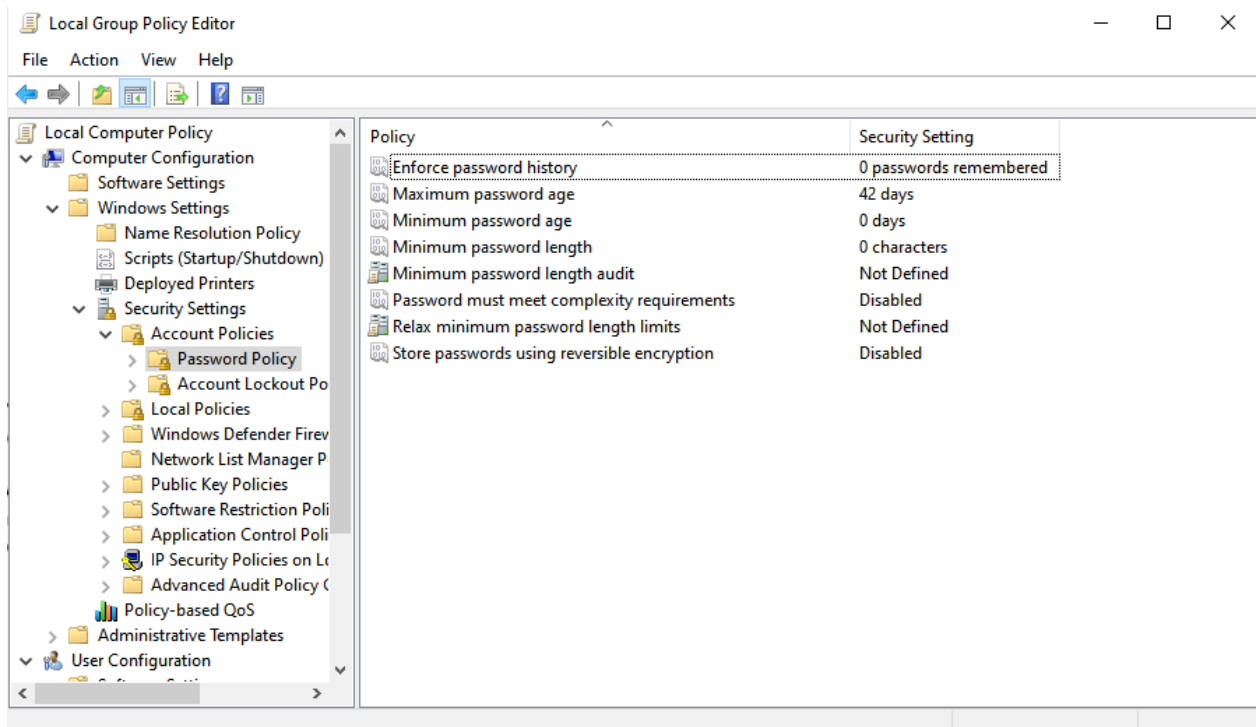 Local Group Policy Editor
File Action View Help
Local Computer Policy
Computer Configuration
Software Settings
Windows Settings
Name Resolution Policy
Scripts (Startup/Shutdown)
Deployed Printers
Security Settings
Account Policies
Password Policy
Account Lockout Po
Local Policies
Windows Defender Firew
Network List Manager P
Public Key Policies
Software Restriction Poli
Application Control Poli
IP Security Policies on Lo
Advanced Audit Policy C
Policy-based QoS
Administrative Templates
User Configuration
Policy Security Setting
Enforce password history 0 passwords remembered
Maximum password age 42 days
Minimum password age 0 days
Minimum password length 0 characters
Minimum password length audit Not Defined
Password must meet complexity requirements Disabled
Relax minimum password length limits Not Defined
Store passwords using reversible encryption Disabled